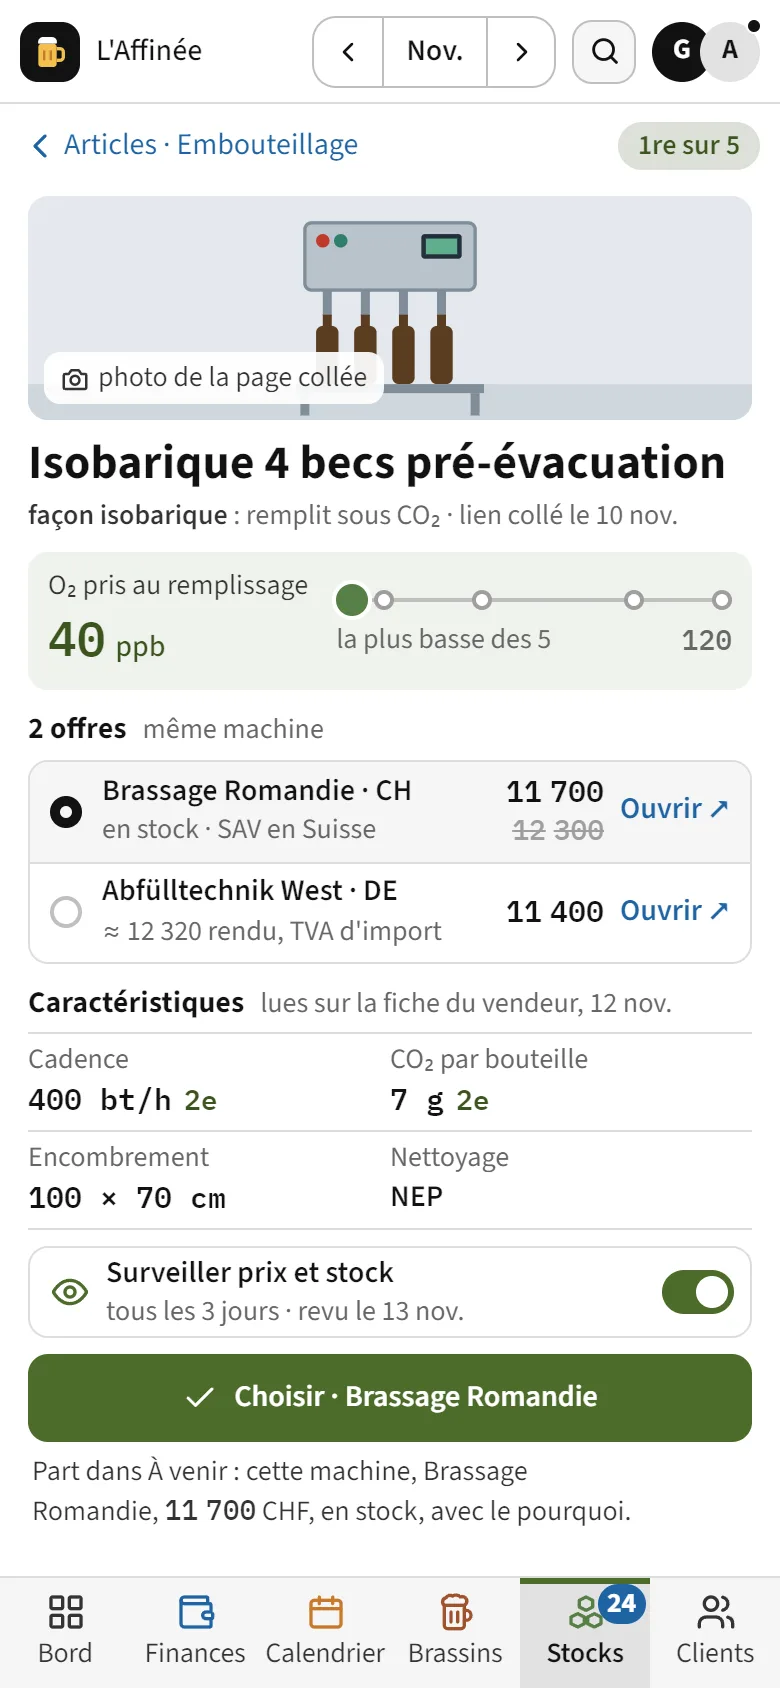 L'Affinée
Nov.
G
A
Articles · Embouteillage
1re sur 5
photo de la page collée
Isobarique 4 becs pré-évacuation
façon isobarique : remplit sous CO₂ · lien collé le 10 nov.
O₂ pris au remplissage
40 ppb
la plus basse des 5
120
2 offres même machine
Brassage Romandie · CH
11 700
Ouvrir ↗
en stock · SAV en Suisse
12 300
Abfülltechnik West · DE
11 400
Ouvrir ↗
≈ 12 320 rendu, TVA d'import
Caractéristiques lues sur la fiche du vendeur, 12 nov.
Cadence
400 bt/h 2e
CO₂ par bouteille
7 g 2e
Encombrement
100 × 70 cm
Nettoyage
NEP
Surveiller prix et stock
tous les 3 jours · revu le 13 nov.
Choisir · Brassage Romandie
Part dans À venir : cette machine, Brassage
Romandie, 11 700 CHF, en stock, avec le pourquoi.
Bord
Finances
Calendrier
Brassins
24
Stocks
Clients